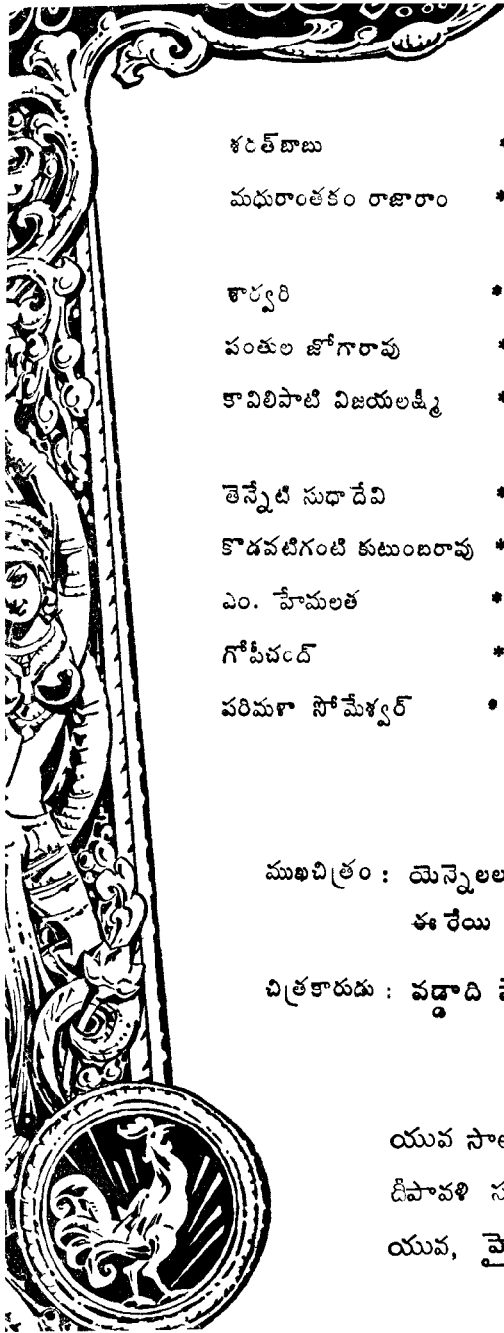 శరత్‌బాబు *
మధురాంతకం రాజారాం *
శార్వరి *
పంతుల జోగారావు *
కావిలిపాటి విజయలక్ష్మి *
తెన్నేటి సుధాదేవి *
కొడవటిగంటి కుటుంబరావు *
ఎం. హేమలత *
గోపీచంద్ *
పరిమళా సోమేశ్వర్ *
ముఖచిత్రం : యెన్నెలల
ఈ రేయి
చిత్రకారుడు : వడ్డాది
యువ
దీపావళి
యువ,